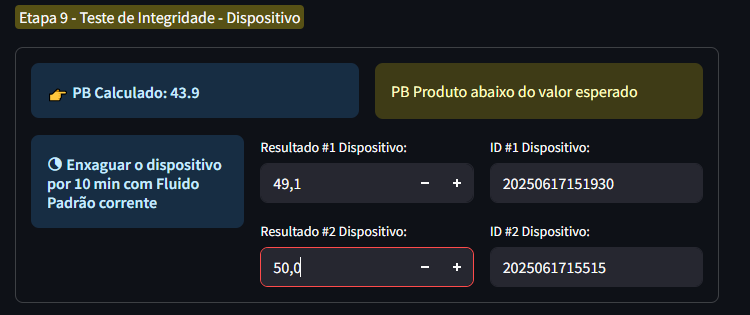 Etapa 9 - Teste de Integridade - Dispositivo
👉 PB Calculado: 43.9
PB Produto abaixo do valor esperado
🕒 Enxaguar o dispositivo
por 10 min com Fluido
Padrão corrente
Resultado #1 Dispositivo:
49,1
− +
ID #1 Dispositivo:
20250617151930
Resultado #2 Dispositivo:
50,0
− +
ID #2 Dispositivo:
2025061715515